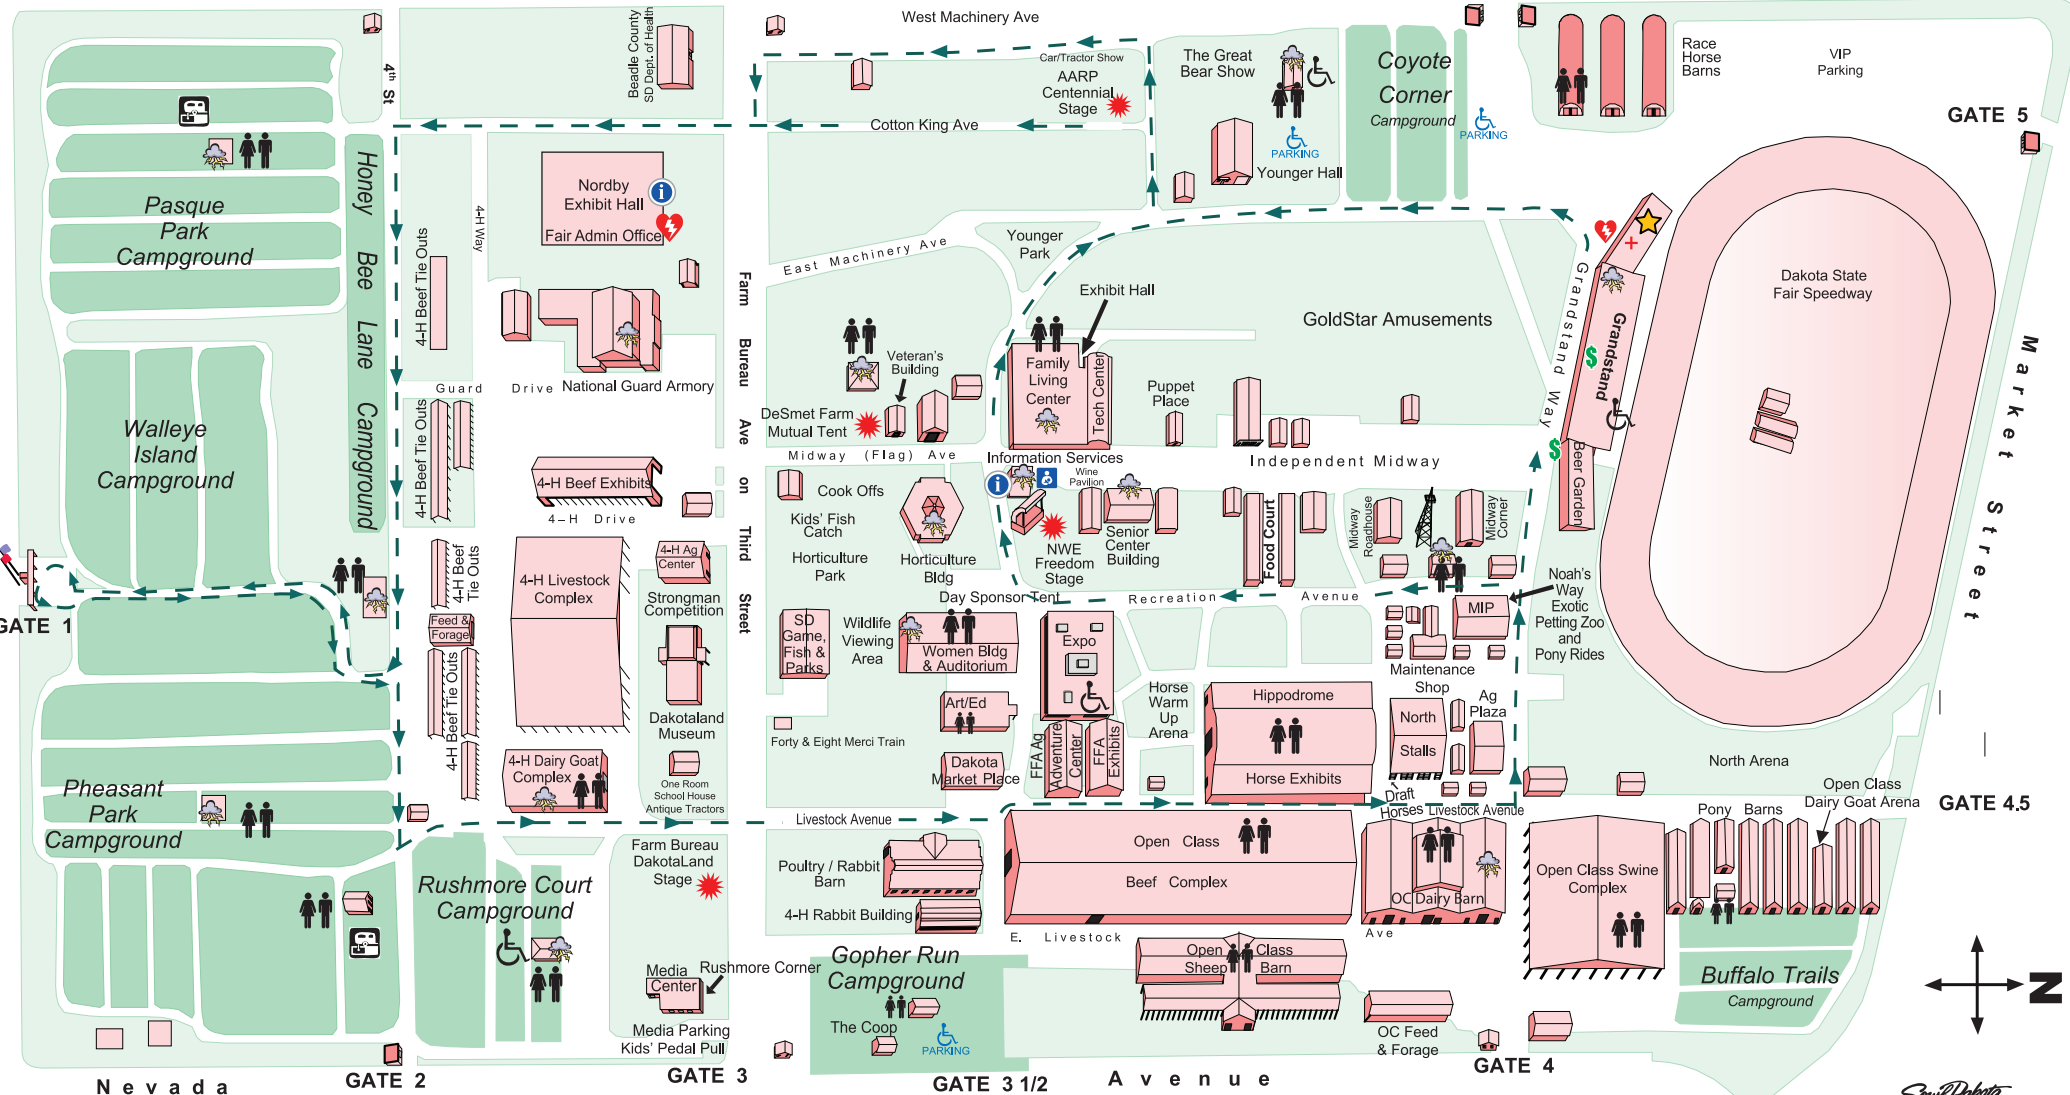 West Machinery Ave
4th St
Beadle County
SD Dept. of Health
Car/Tractor Show
AARP
Centennial
Stage
Cotton King Ave
The Great
Bear Show
PARKING
Younger Hall
Coyote
Corner
Campground
PARKING
Race
Horse
Barns
VIP
Parking
GATE 5
Pasque
Park
Campground
Honey Bee Lane Campground
4-H Way
4-H Beef Tie Outs
Nordby
Exhibit Hall
Fair Admin Office
East Machinery Ave
Younger
Park
Exhibit Hall
GoldStar Amusements
Grandstand Way
Grandstand
Dakota State
Fair Speedway
Market Street
Farm Bureau Ave on Third Street
Guard Drive
National Guard Armory
Veteran's
Building
DeSmet Farm
Mutual Tent
Family
Living
Center
Tech Center
Puppet
Place
Midway (Flag) Ave
Information Services
Independent Midway
Beer Garden
Walleye
Island
Campground
4-H Beef Tie Outs
4-H Beef Exhibits
4-H Drive
Cook Offs
Kids' Fish
Catch
Horticulture
Park
Horticulture
Bldg
Wine
Pavilion
NWE
Freedom
Stage
Senior
Center
Building
Food Court
Midway
Roadhouse
Midway
Corner
4-H Beef
Tie Outs
4-H Livestock
Complex
4-H Ag
Center
Strongman
Competition
Day Sponsor Tent
Recreation Avenue
Noah's
Way
Exotic
Petting Zoo
and
Pony Rides
MIP
GATE 1
Feed &
Forage
4-H Beef Tie Outs
SD
Game,
Fish &
Parks
Wildlife
Viewing
Area
Women Bldg
& Auditorium
Expo
Maintenance
Shop
Dakotaland
Museum
Art/Ed
Horse
Warm
Up
Arena
Hippodrome
Horse Exhibits
North
Stalls
Ag
Plaza
Forty & Eight Merci Train
4-H Dairy Goat
Complex
One Room
School House
Antique Tractors
Dakota
Market Place
FFA Ag
Adventure
Center
FFA
Exhibits
Draft
Horses
North Arena
Open Class
Dairy Goat Arena
GATE 4.5
Pheasant
Park
Campground
Livestock Avenue
Livestock Avenue
Pony Barns
Farm Bureau
DakotaLand
Stage
Poultry / Rabbit
Barn
4-H Rabbit Building
Open Class
Beef Complex
OC Dairy Barn
Open Class Swine
Complex
Rushmore Court
Campground
E. Livestock Ave
Media
Center
Rushmore Corner
Gopher Run
Campground
Open Class
Sheep Barn
Buffalo Trails
Campground
N
The Coop
PARKING
OC Feed
& Forage
Media Parking
Kids' Pedal Pull
GATE 2
GATE 3
GATE 3 1/2
GATE 4
Nevada Avenue
South Dakota